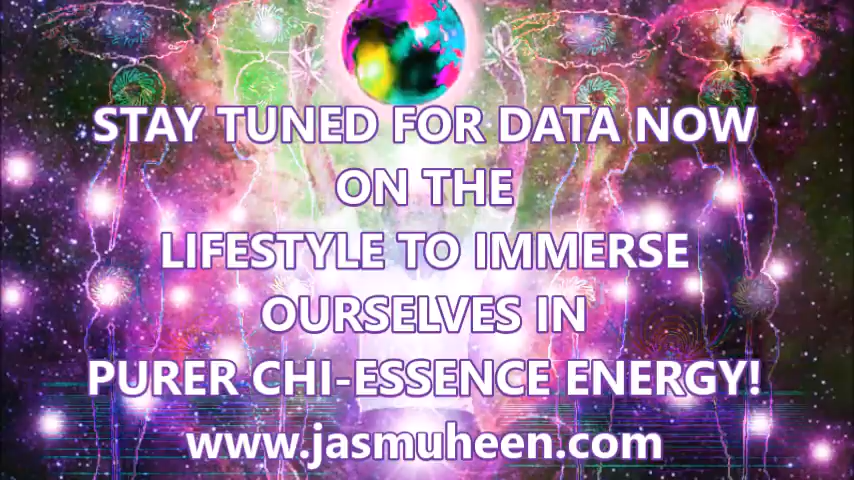 STAY TUNED FOR DATA NOW
ON THE
LIFESTYLE TO IMMERSE
OURSELVES IN
PURER CHI-ESSENCE ENERGY!
www.jasmuheen.com